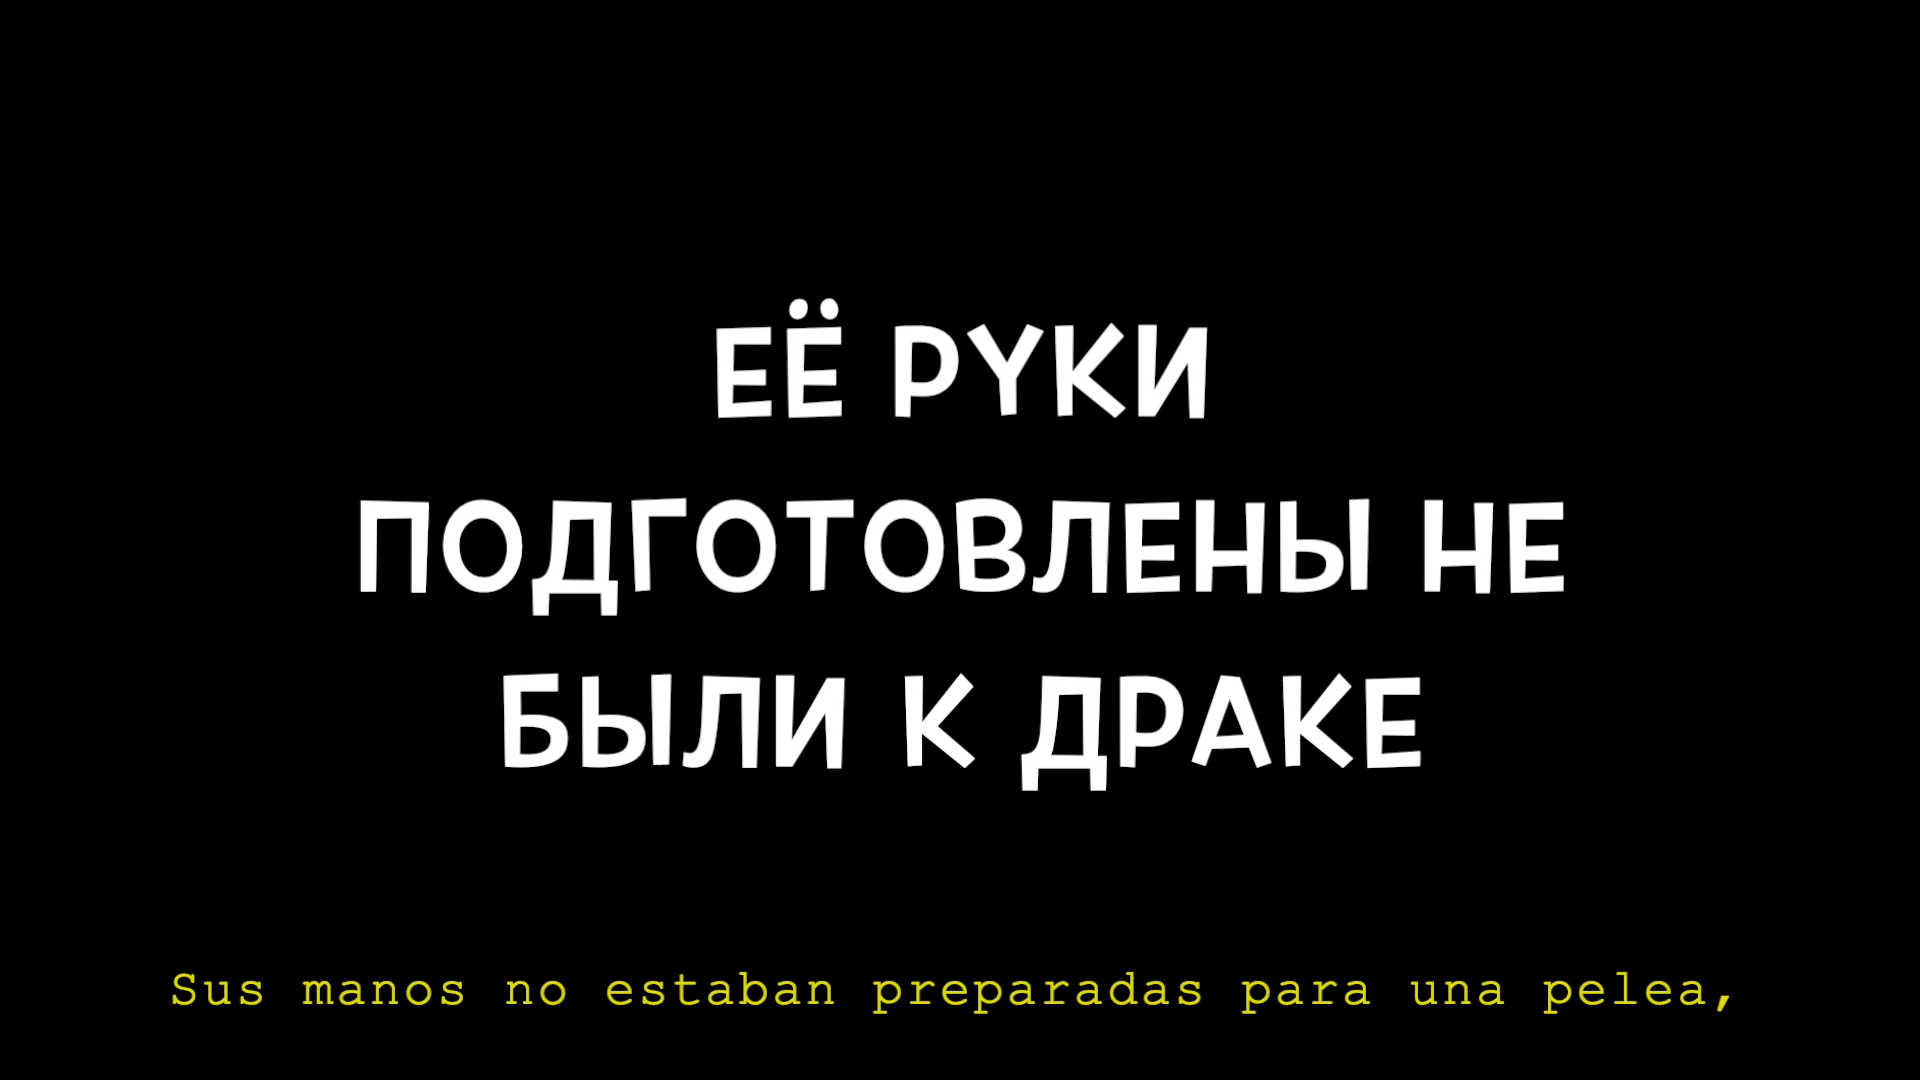 ЕЁ РУКИ
ПОДГОТОВЛЕНЫ НЕ
БЫЛИ К ДРАКЕ
Sus manos no estaban preparadas para una pelea,